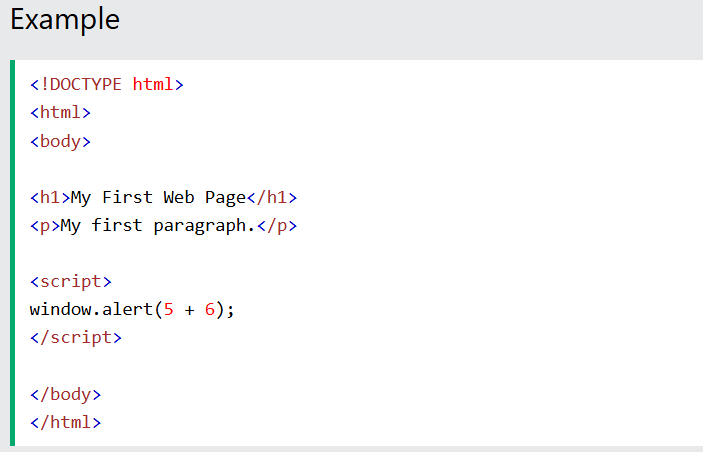 Example
<!DOCTYPE html>
<html>
<body>
<h1>My First Web Page</h1>
<p>My first paragraph.</p>
<script>
window.alert(5 + 6);
</script>
</body>
</html>